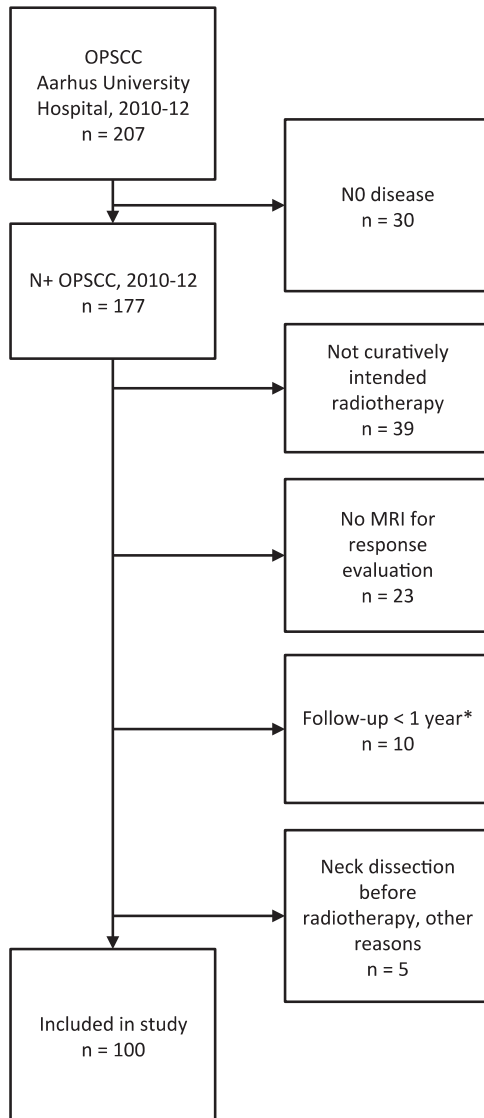 OPSCC
Aarhus University
Hospital, 2010-12
n = 207
N0 disease
n = 30
N+ OPSCC, 2010-12
n = 177
Not curatively
intended
radiotherapy
n = 39
No MRI for
response
evaluation
n = 23
Follow-up < 1 year*
n = 10
Neck dissection
before
radiotherapy, other
reasons
n = 5
Included in study
n = 100